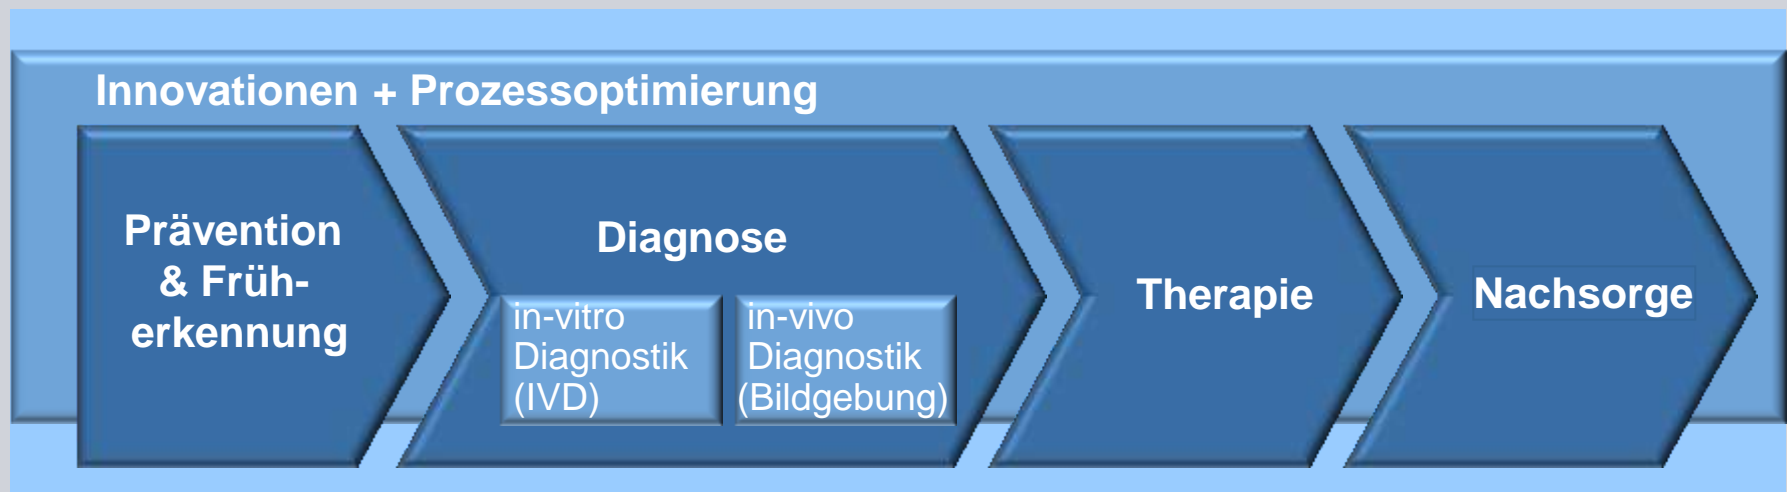 Innovationen + Prozessoptimierung
Prävention
& Früh-
erkennung
Diagnose
in-vitro
Diagnostik
(IVD)
in-vivo
Diagnostik
(Bildgebung)
Therapie
Nachsorge